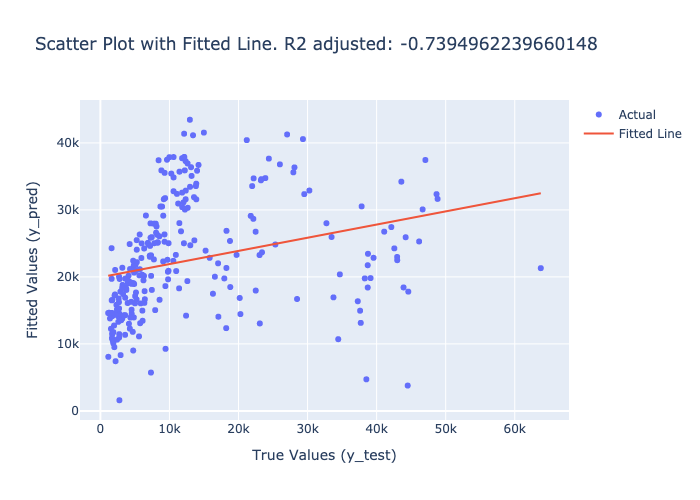 Scatter Plot with Fitted Line. R2 adjusted: -0.7394962239660148
Actual
Fitted Line
40k
30k
20k
10k
0
Fitted Values (y_pred)
0
10k
20k
30k
40k
50k
60k
True Values (y_test)